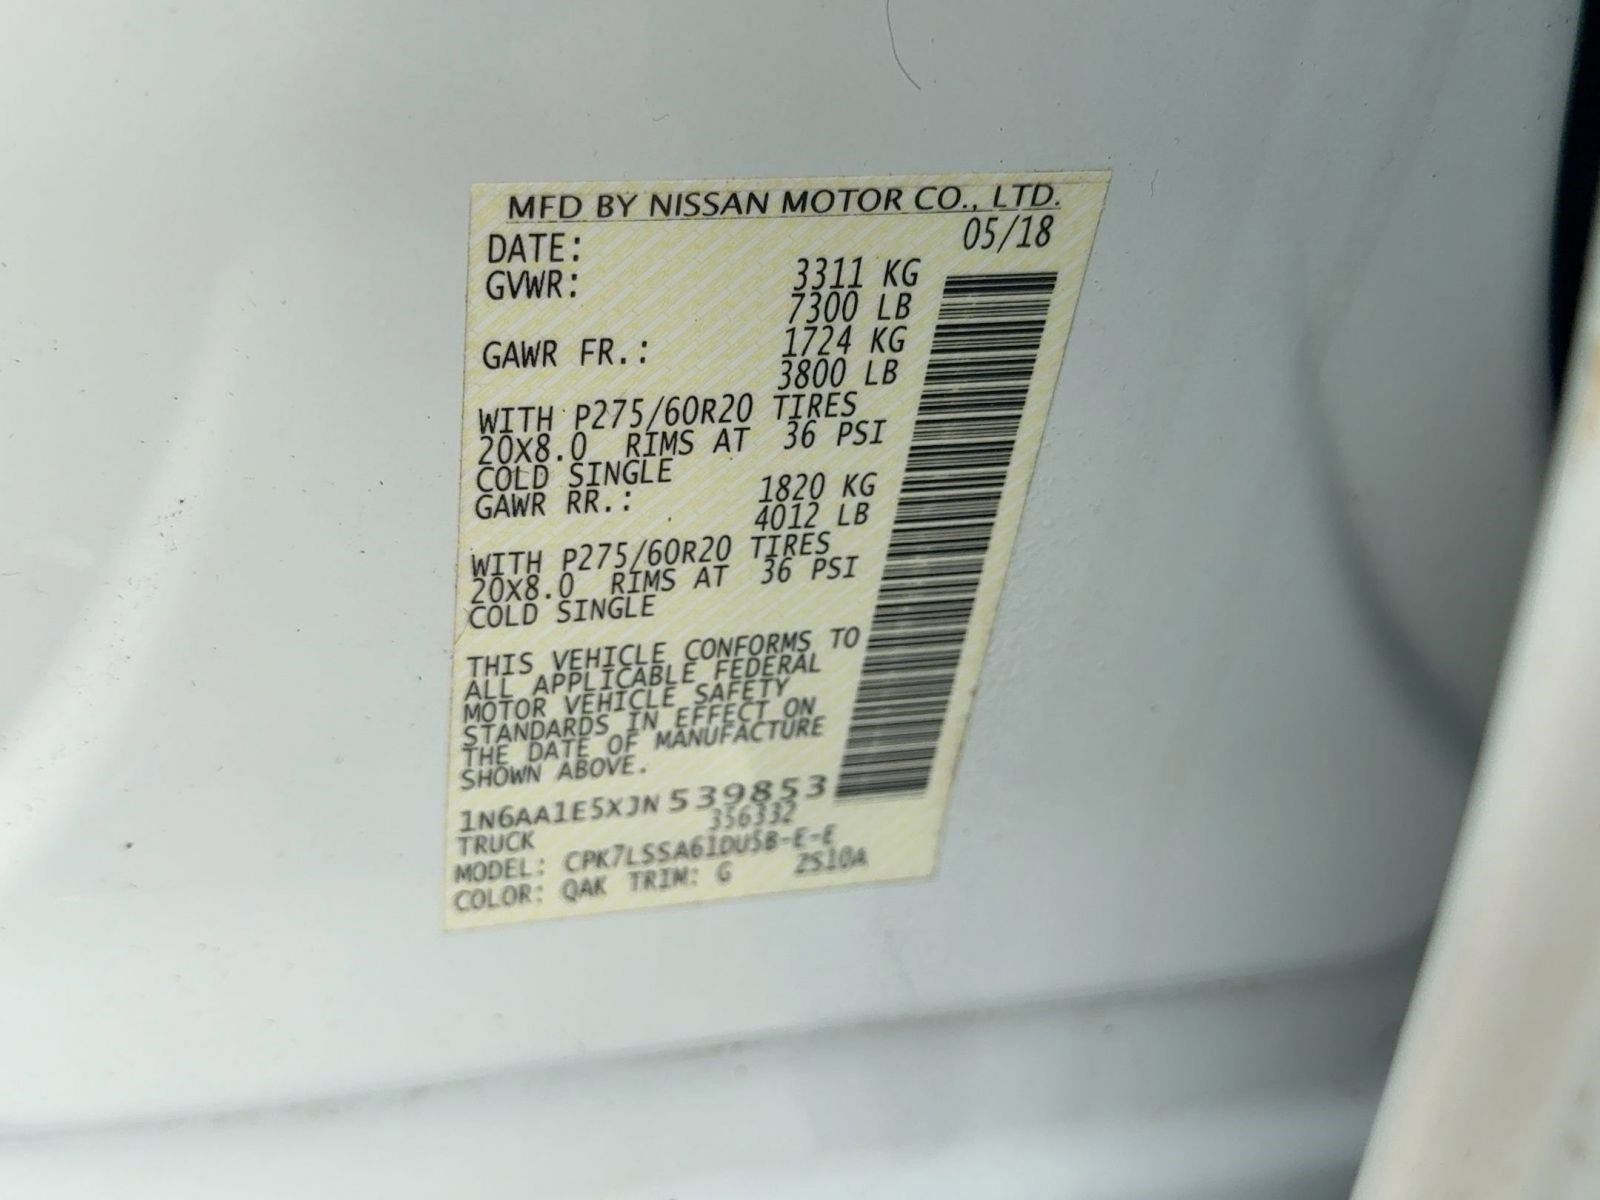 MFD BY NISSAN MOTOR CO., LTD.
DATE: 05/18
GVWR: 3311 KG
7300 LB
GAWR FR.: 1724 KG
3800 LB
WITH P275/60R20 TIRES
20X8.0 RIMS AT 36 PSI
COLD SINGLE
GAWR RR.: 1820 KG
4012 LB
WITH P275/60R20 TIRES
20X8.0 RIMS AT 36 PSI
COLD SINGLE
THIS VEHICLE CONFORMS TO
ALL APPLICABLE FEDERAL
MOTOR VEHICLE SAFETY
STANDARDS IN EFFECT ON
THE DATE OF MANUFACTURE
SHOWN ABOVE.
1N6AA1E5XJN539853
TRUCK 356332
MODEL: CPK7LSSA61DU5B-E-E
COLOR: QAK TRIM: G 2S10A